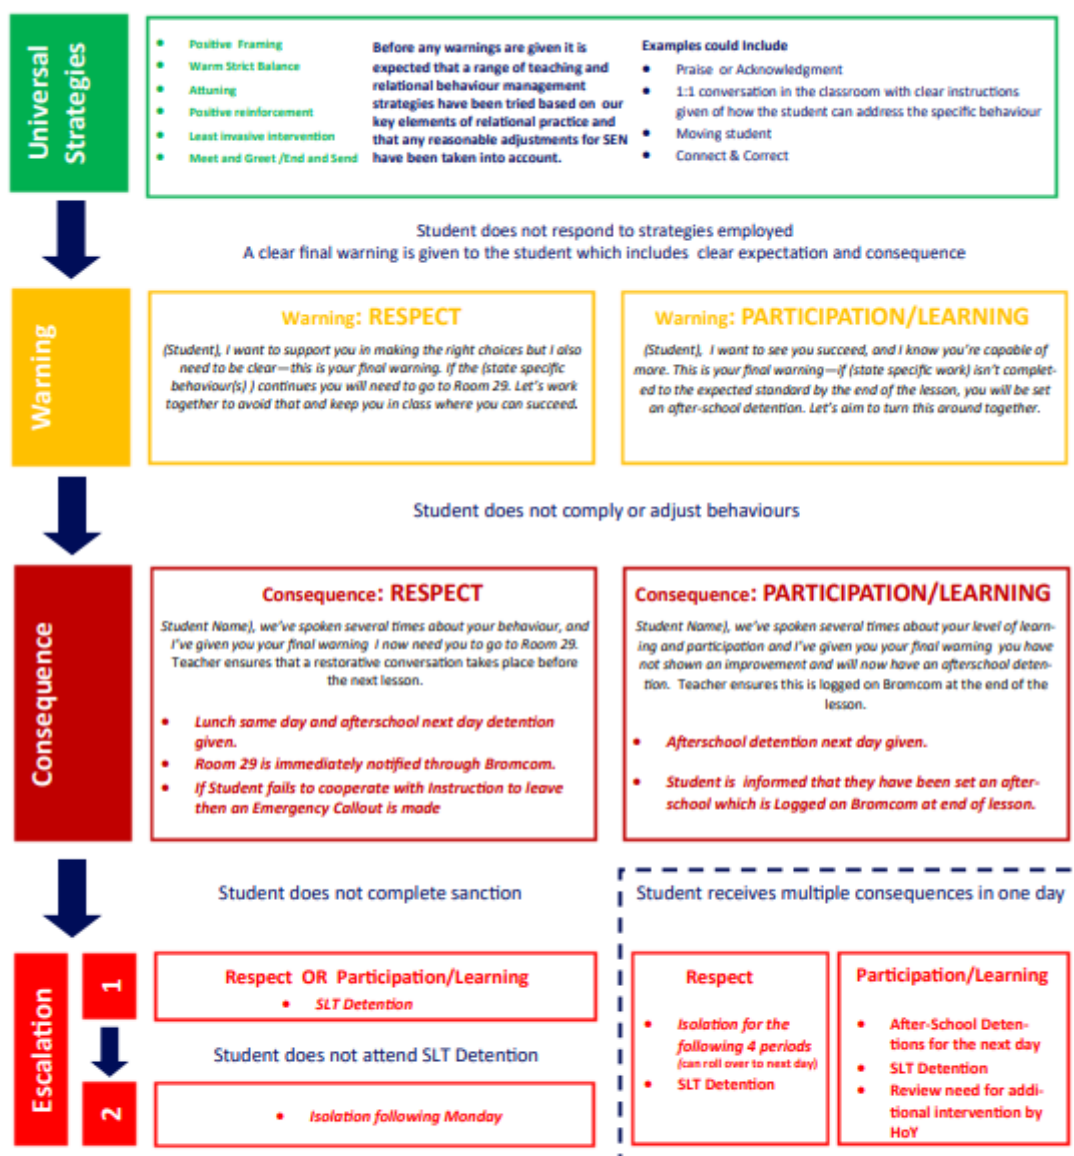 Universal
Strategies
Positive Framing
Warm Strict Balance
Attuning
Positive reinforcement
Least invasive intervention
Meet and Greet /End and Send
Before any warnings are given it is
expected that a range of teaching and
relational behaviour management
strategies have been tried based on our
key elements of relational practice and
that any reasonable adjustments for SEN
have been taken into account.
Examples could Include
Praise or Acknowledgment
1:1 conversation in the classroom with clear instructions
given of how the student can address the specific behaviour
Moving student
Connect & Correct
Student does not respond to strategies employed
A clear final warning is given to the student which includes clear expectation and consequence
Warning
Warning: RESPECT
(Student), I want to support you in making the right choices but I also
need to be clear—this is your final warning. If the (state specific
behaviour(s) ) continues you will need to go to Room 29. Let's work
together to avoid that and keep you in class where you can succeed.
Warning: PARTICIPATION/LEARNING
(Student), I want to see you succeed, and I know you're capable of
more. This is your final warning—if (state specific work) isn't complet-
ed to the expected standard by the end of the lesson, you will be set
an after-school detention. Let's aim to turn this around together.
Student does not comply or adjust behaviours
Consequence
Consequence: RESPECT
Student Name), we've spoken several times about your behaviour, and
I've given you your final warning I now need you to go to Room 29.
Teacher ensures that a restorative conversation takes place before
the next lesson.
Lunch same day and afterschool next day detention
given.
Room 29 is immediately notified through Bromcom.
If Student fails to cooperate with Instruction to leave
then an Emergency Callout is made
Consequence: PARTICIPATION/LEARNING
Student Name), we've spoken several times about your level of learn-
ing and participation and I've given you your final warning you have
not shown an improvement and will now have an afterschool deten-
tion. Teacher ensures this is logged on Bromcom at the end of the
lesson.
Afterschool detention next day given.
Student is informed that they have been set an after-
school which is Logged on Bromcom at end of lesson.
Student does not complete sanction
Student receives multiple consequences in one day
Escalation
1
Respect OR Participation/Learning
SLT Detention
Student does not attend SLT Detention
2
Isolation following Monday
Respect
Isolation for the
following 4 periods
(can roll over to next day)
SLT Detention
Participation/Learning
After-School Deten-
tions for the next day
SLT Detention
Review need for addi-
tional intervention by
HoY